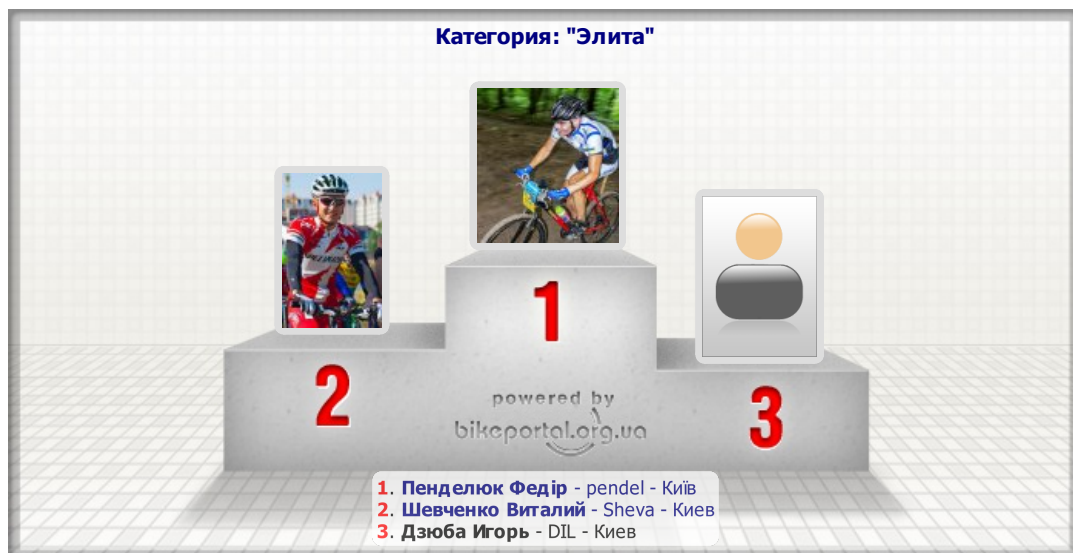 Категория: "Элита"
1
2
3
powered by
bikeportal.org.ua
1. Пенделюк Федір - pendel - Київ
2. Шевченко Виталий - Sheva - Киев
3. Дзюба Игорь - DIL - Киев